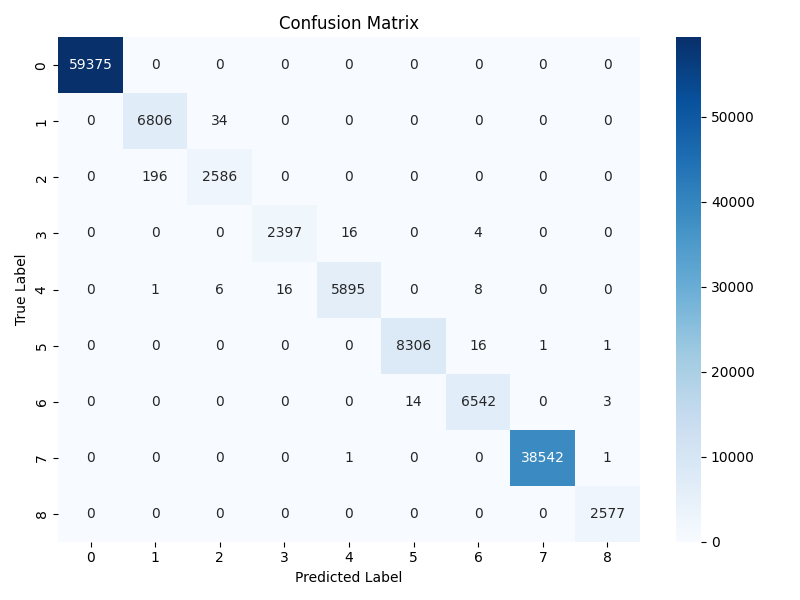 Confusion Matrix
0 59375 0 0 0 0 0 0 0 0
1 0 6806 34 0 0 0 0 0 0
2 0 196 2586 0 0 0 0 0 0
3 0 0 0 2397 16 0 4 0 0
4 0 1 6 16 5895 0 8 0 0
5 0 0 0 0 0 8306 16 1 1
6 0 0 0 0 0 14 6542 0 3
7 0 0 0 0 1 0 0 38542 1
8 0 0 0 0 0 0 0 0 2577
0 1 2 3 4 5 6 7 8
Predicted Label
True Label
50000
40000
30000
20000
10000
0